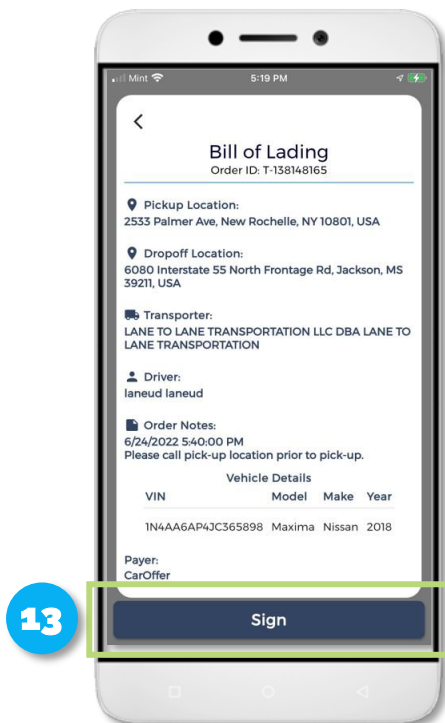 Mint 5:19 PM
Bill of Lading
Order ID: T-138148165
Pickup Location:
2533 Palmer Ave, New Rochelle, NY 10801, USA
Dropoff Location:
6080 Interstate 55 North Frontage Rd, Jackson, MS
39211, USA
Transporter:
LANE TO LANE TRANSPORTATION LLC DBA LANE TO
LANE TRANSPORTATION
Driver:
laneud laneud
Order Notes:
6/24/2022 5:40:00 PM
Please call pick-up location prior to pick-up.
Vehicle Details
VIN Model Make Year
1N4AA6AP4JC365898 Maxima Nissan 2018
Payer:
CarOffer
13
Sign